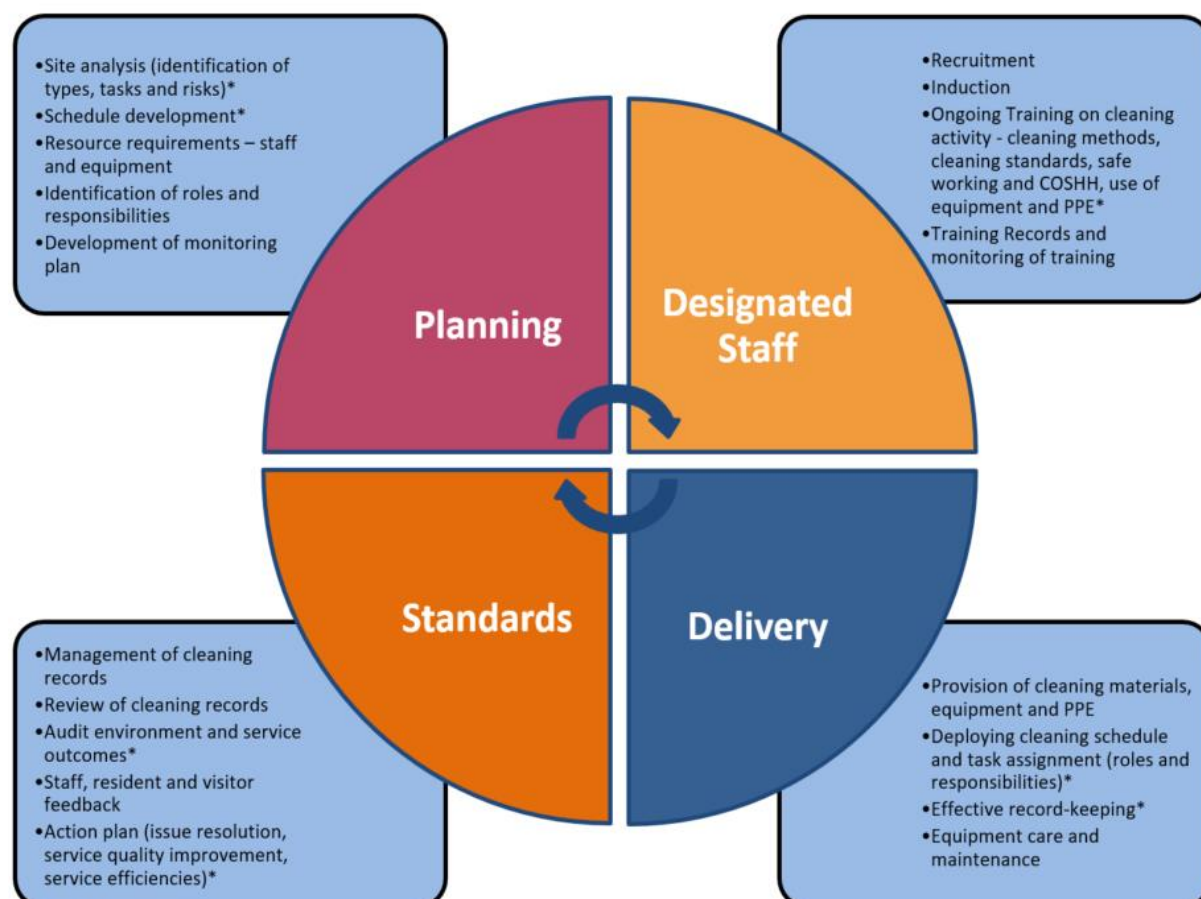 •Site analysis (identification of
types, tasks and risks)*
•Schedule development*
•Resource requirements – staff
and equipment
•Identification of roles and
responsibilities
•Development of monitoring
plan
•Recruitment
•Induction
•Ongoing Training on cleaning
activity - cleaning methods,
cleaning standards, safe
working and COSHH, use of
equipment and PPE*
•Training Records and
monitoring of training
Planning
Designated
Staff
Standards
Delivery
•Management of cleaning
records
•Review of cleaning records
•Audit environment and service
outcomes*
•Staff, resident and visitor
feedback
•Action plan (issue resolution,
service quality improvement,
service efficiencies)*
•Provision of cleaning materials,
equipment and PPE
•Deploying cleaning schedule
and task assignment (roles and
responsibilities)*
•Effective record-keeping*
•Equipment care and
maintenance